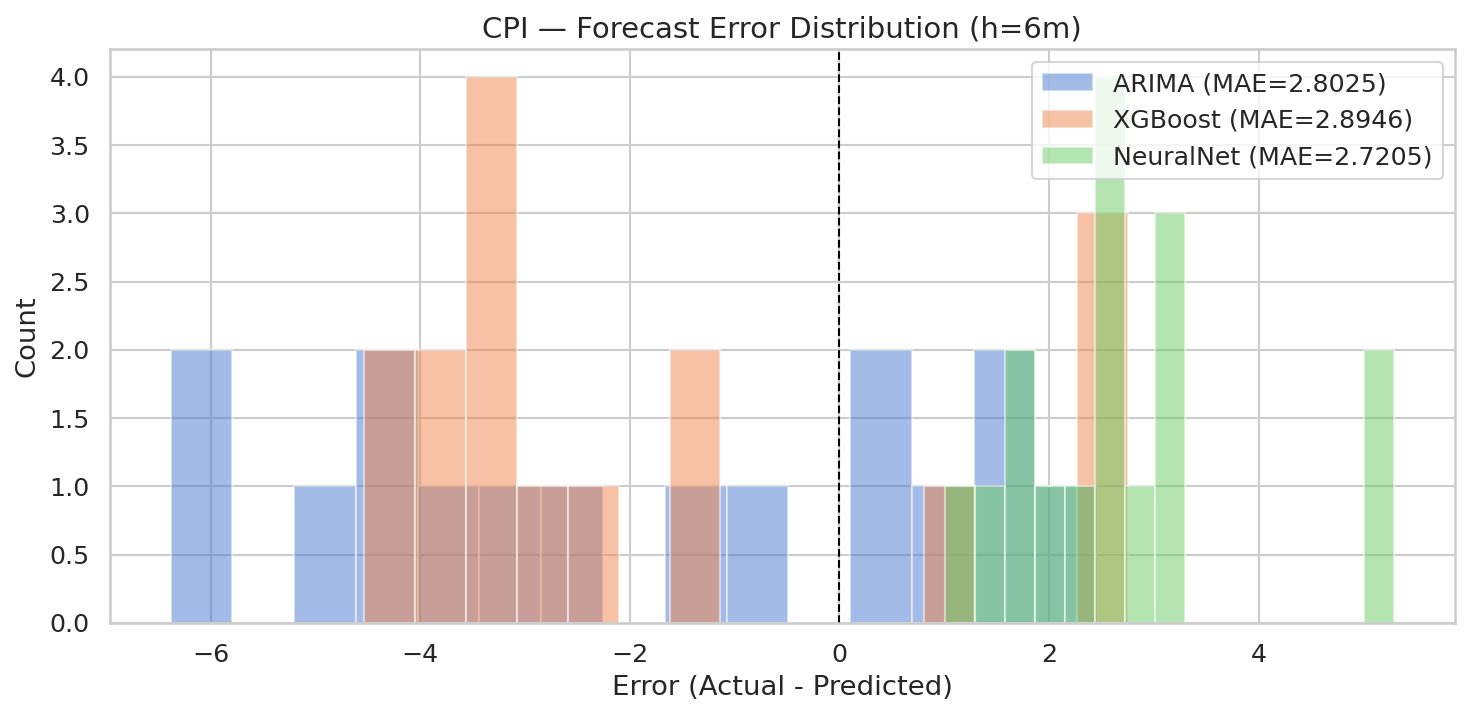 CPI — Forecast Error Distribution (h=6m)
ARIMA (MAE=2.8025)
XGBoost (MAE=2.8946)
NeuralNet (MAE=2.7205)
Count
4.0
3.5
3.0
2.5
2.0
1.5
1.0
0.5
0.0
−6 −4 −2 0 2 4
Error (Actual - Predicted)